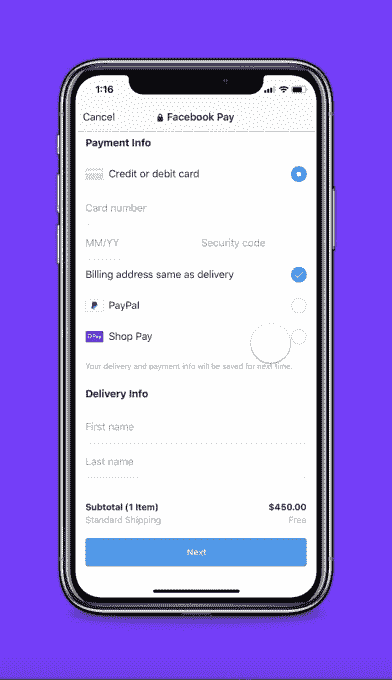 1:16
Cancel Facebook Pay
Payment Info
Credit or debit card
Card number
MM/YY Security code
Billing address same as delivery
PayPal
Shop Pay
Your delivery and payment info will be saved for next time.
Delivery Info
First name
Last name
Subtotal (1 Item) $450.00
Standard Shipping Free
Next